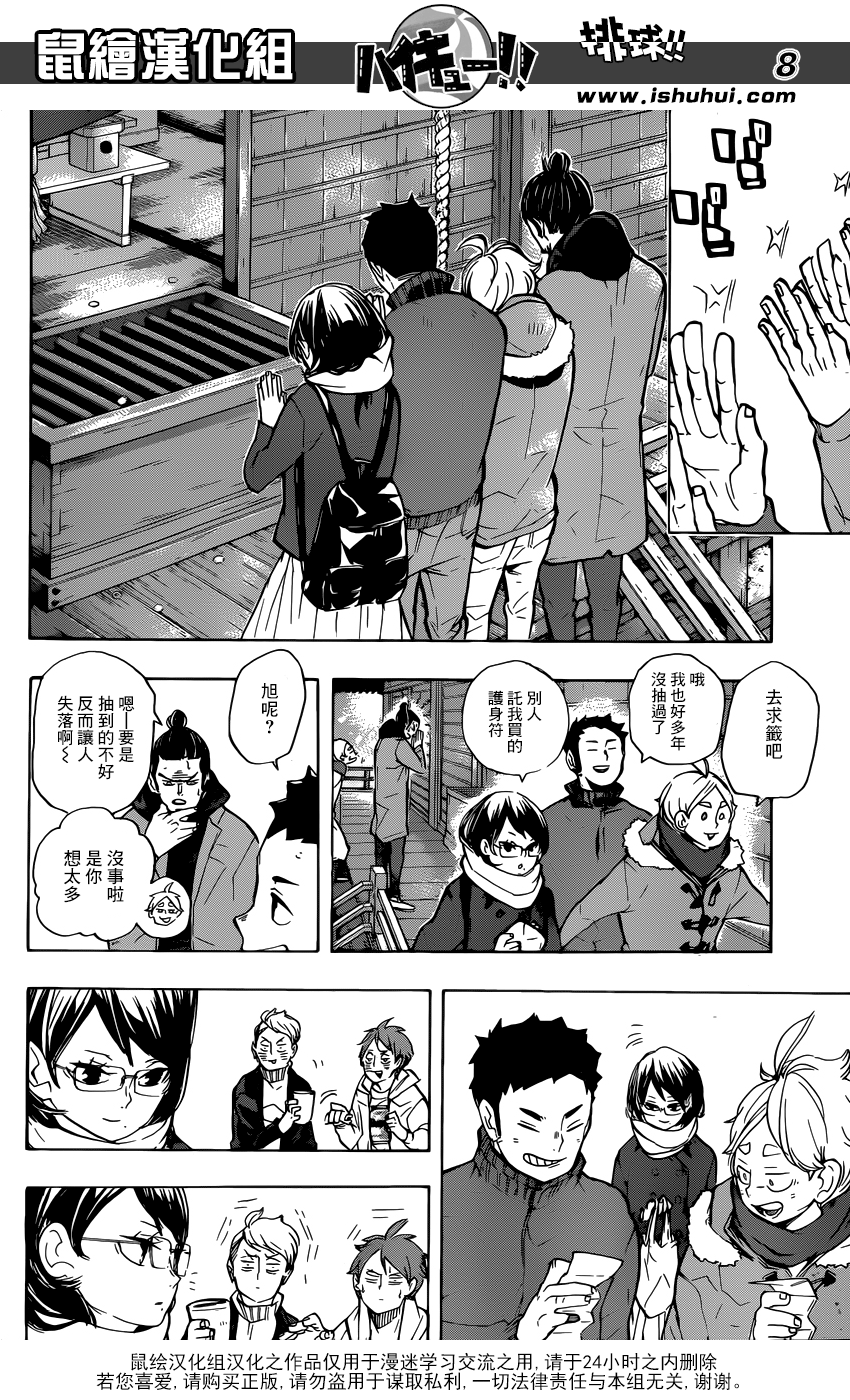 鼠繪漢化組
ハイキュー!!
排球!!
8
www.ishuhui.com
パン
パン
去求籤吧
哦
我也好多年
沒抽過了
別人
託我買的
護身符
旭呢?
嗯—要是
抽到的不好
反而讓人
失落啊~
沒事啦
是你
想太多
鼠绘汉化组汉化之作品仅用于漫迷学习交流之用, 请于24小时之内删除
若您喜爱, 请购买正版, 请勿盗用于谋取私利, 一切法律责任与本组无关, 谢谢。